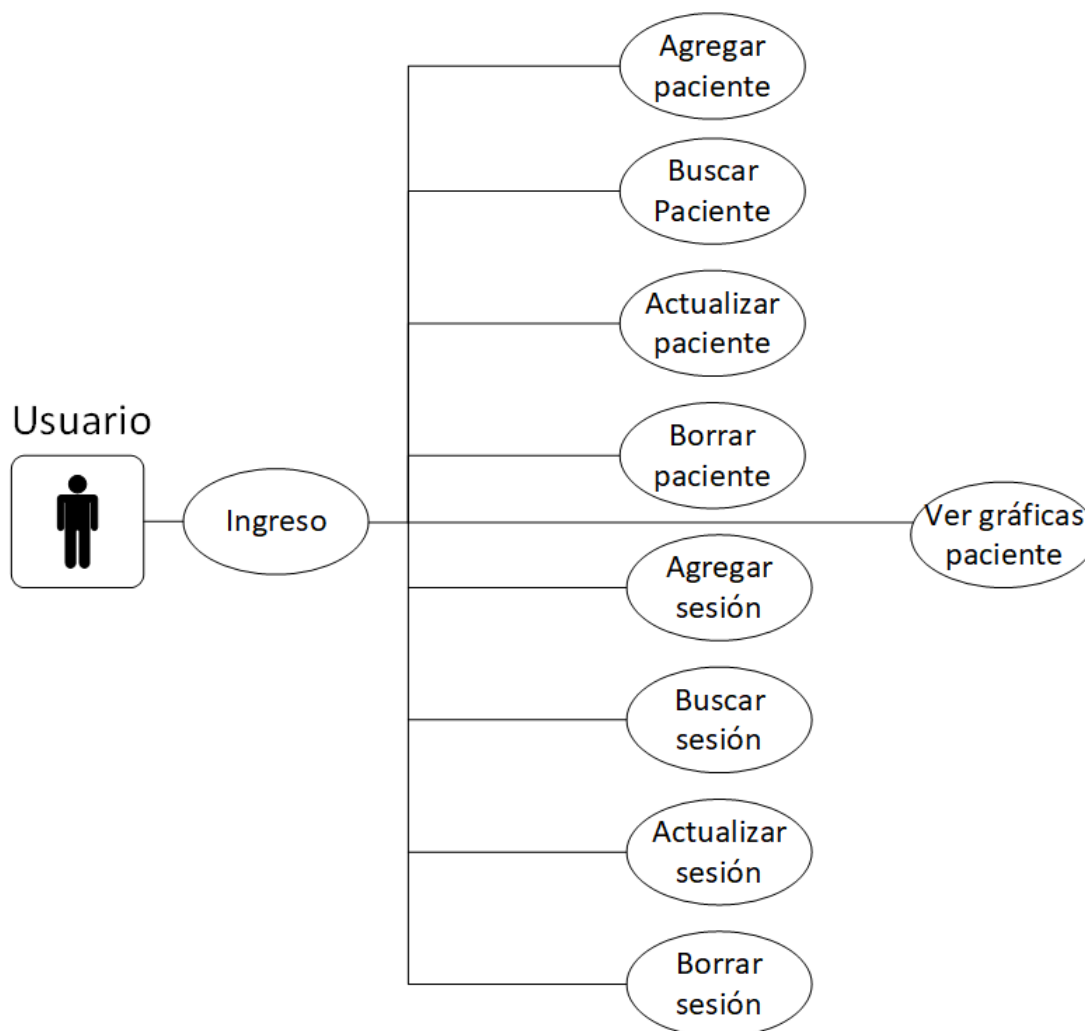 Usuario
Ingreso
Agregar
paciente
Buscar
Paciente
Actualizar
paciente
Borrar
paciente
Ver gráficas
paciente
Agregar
sesión
Buscar
sesión
Actualizar
sesión
Borrar
sesión